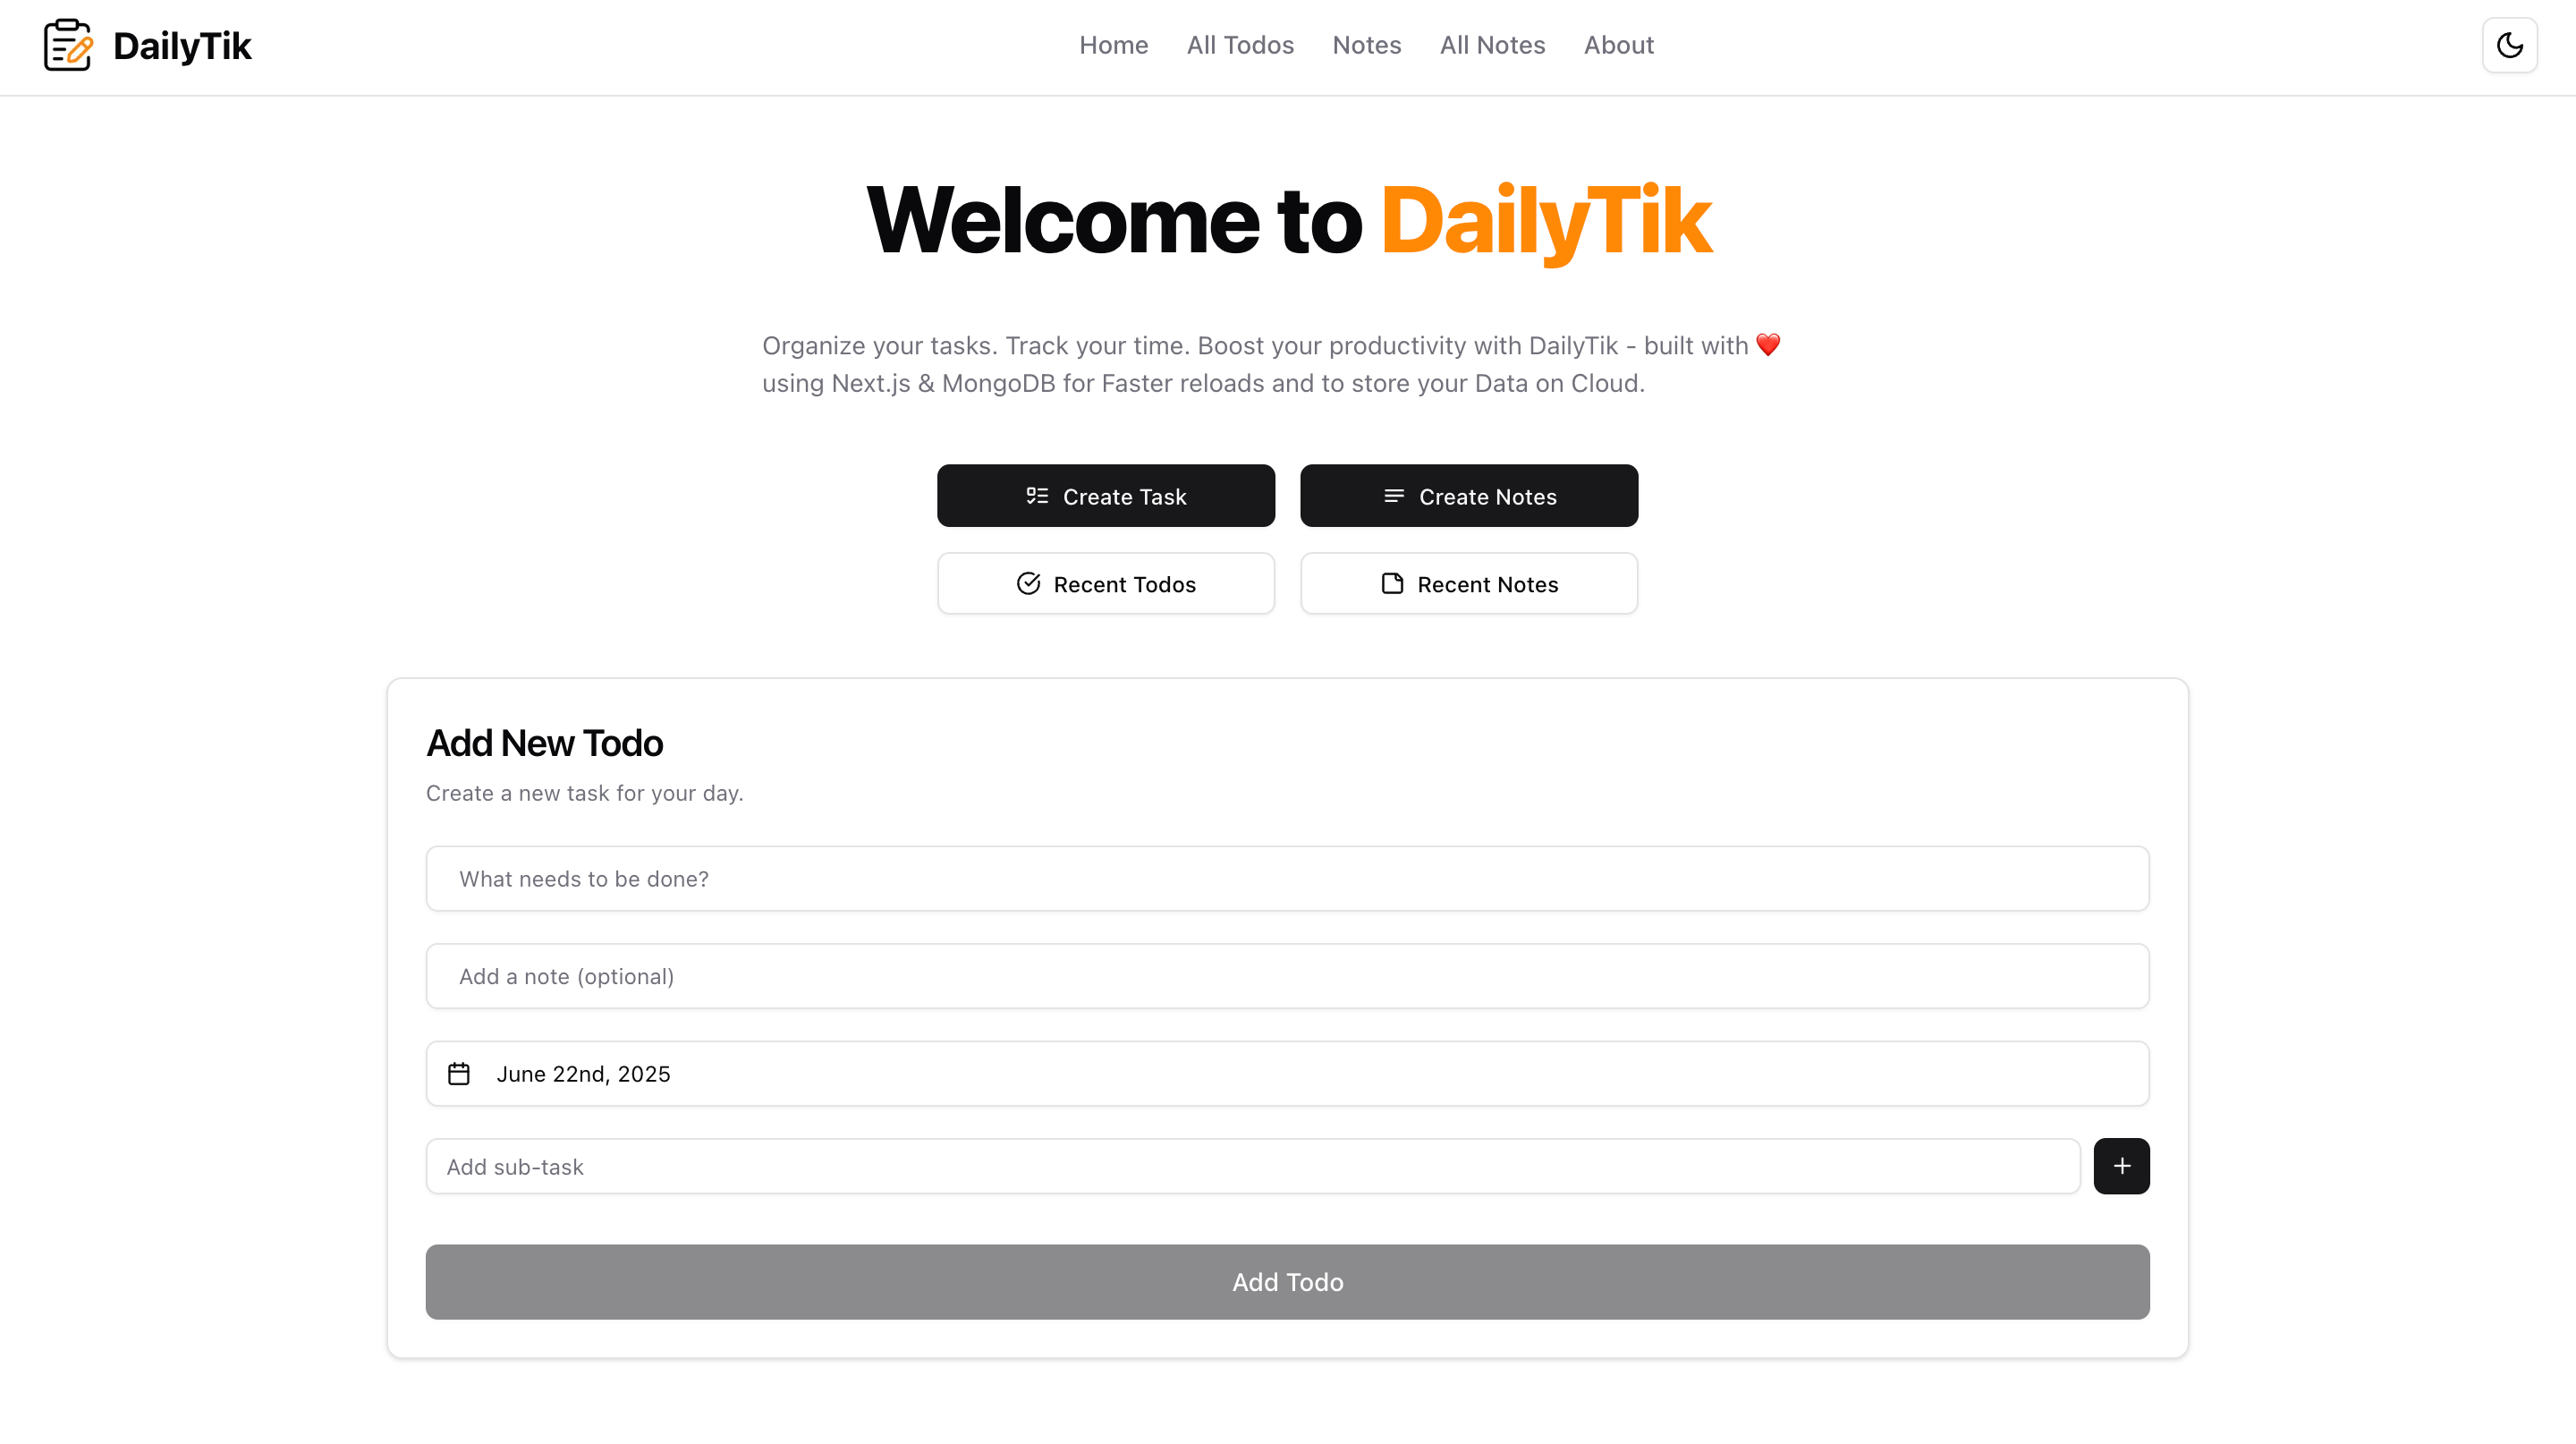 DailyTik
Home
All Todos
Notes
All Notes
About
Welcome to DailyTik
Organize your tasks. Track your time. Boost your productivity with DailyTik - built with ❤️
using Next.js & MongoDB for Faster reloads and to store your Data on Cloud.
Create Task
Create Notes
Recent Todos
Recent Notes
Add New Todo
Create a new task for your day.
What needs to be done?
Add a note (optional)
June 22nd, 2025
Add sub-task
Add Todo